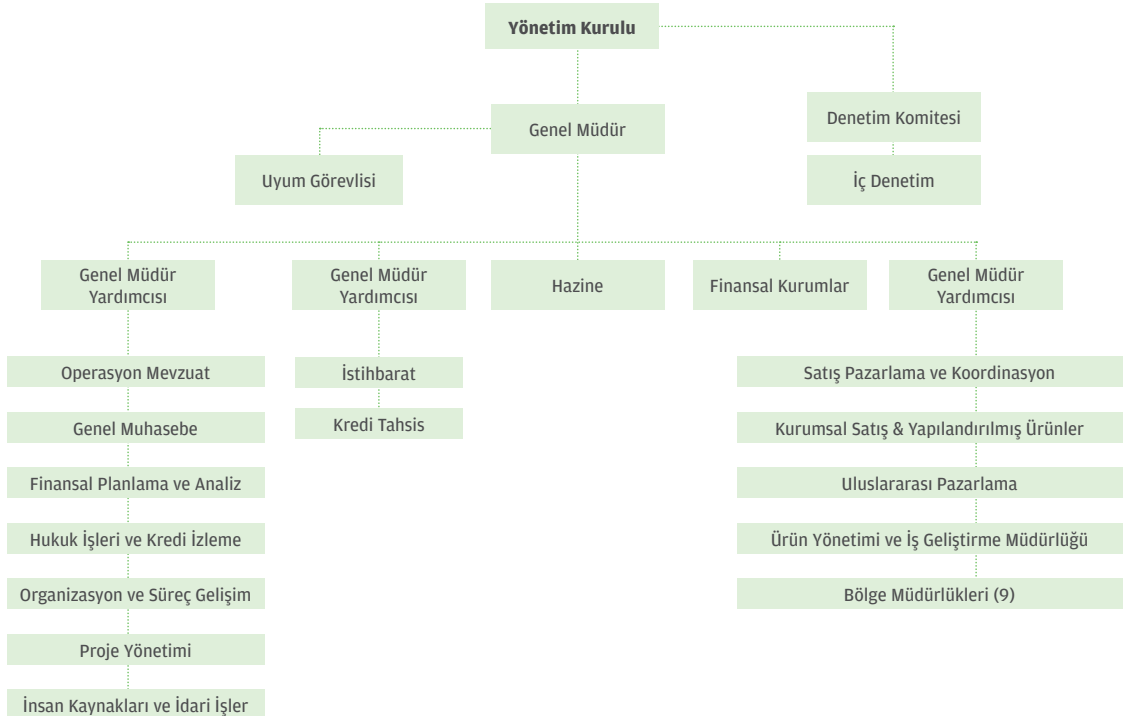 Yönetim Kurulu
Genel Müdür
Denetim Komitesi
Uyum Görevlisi
İç Denetim
Genel Müdür
Yardımcısı
Genel Müdür
Yardımcısı
Hazine
Finansal Kurumlar
Genel Müdür
Yardımcısı
Operasyon Mevzuat
Genel Muhasebe
Finansal Planlama ve Analiz
Hukuk İşleri ve Kredi İzleme
Organizasyon ve Süreç Gelişim
Proje Yönetimi
İnsan Kaynakları ve İdari İşler
İstihbarat
Kredi Tahsis
Satış Pazarlama ve Koordinasyon
Kurumsal Satış & Yapılandırılmış Ürünler
Uluslararası Pazarlama
Ürün Yönetimi ve İş Geliştirme Müdürlüğü
Bölge Müdürlükleri (9)